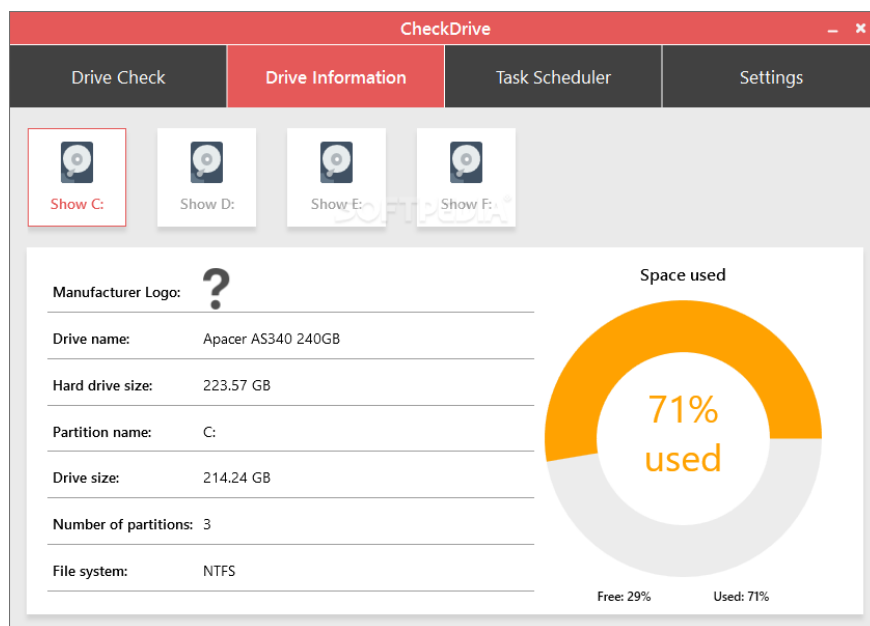 CheckDrive
Drive Check
Drive Information
Task Scheduler
Settings
Show C:
Show D:
Show E:
Show F:
SOFTPEDIA®
Space used
Manufacturer Logo: ?
Drive name: Apacer AS340 240GB
Hard drive size: 223.57 GB
Partition name: C:
Drive size: 214.24 GB
Number of partitions: 3
File system: NTFS
71%
used
Free: 29%
Used: 71%